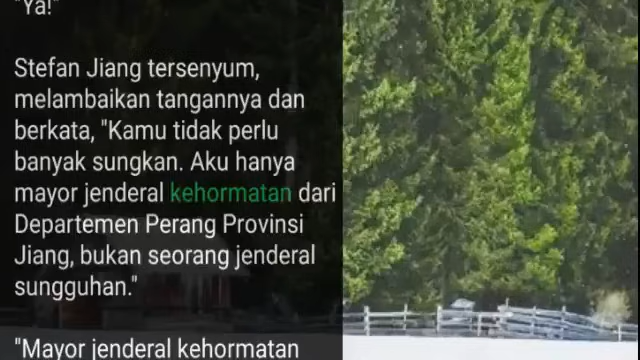 "Ya!"
Stefan Jiang tersenyum,
melambaikan tangannya dan
berkata, "Kamu tidak perlu
banyak sungkan. Aku hanya
mayor jenderal kehormatan dari
Departemen Perang Provinsi
Jiang, bukan seorang jenderal
sungguhan."
"Mayor jenderal kehormatan